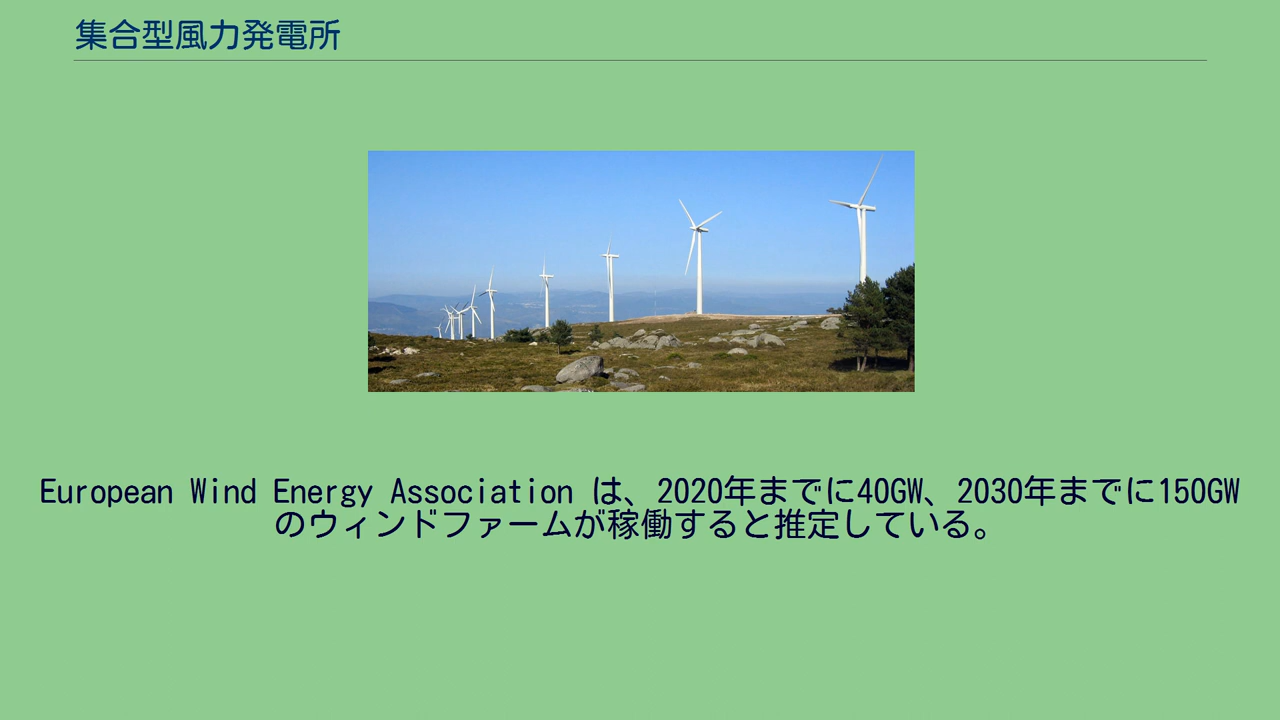 集合型風力発電所
European Wind Energy Association は、2020年までに40GW、2030年までに150GW
のウィンドファームが稼働すると推定している。